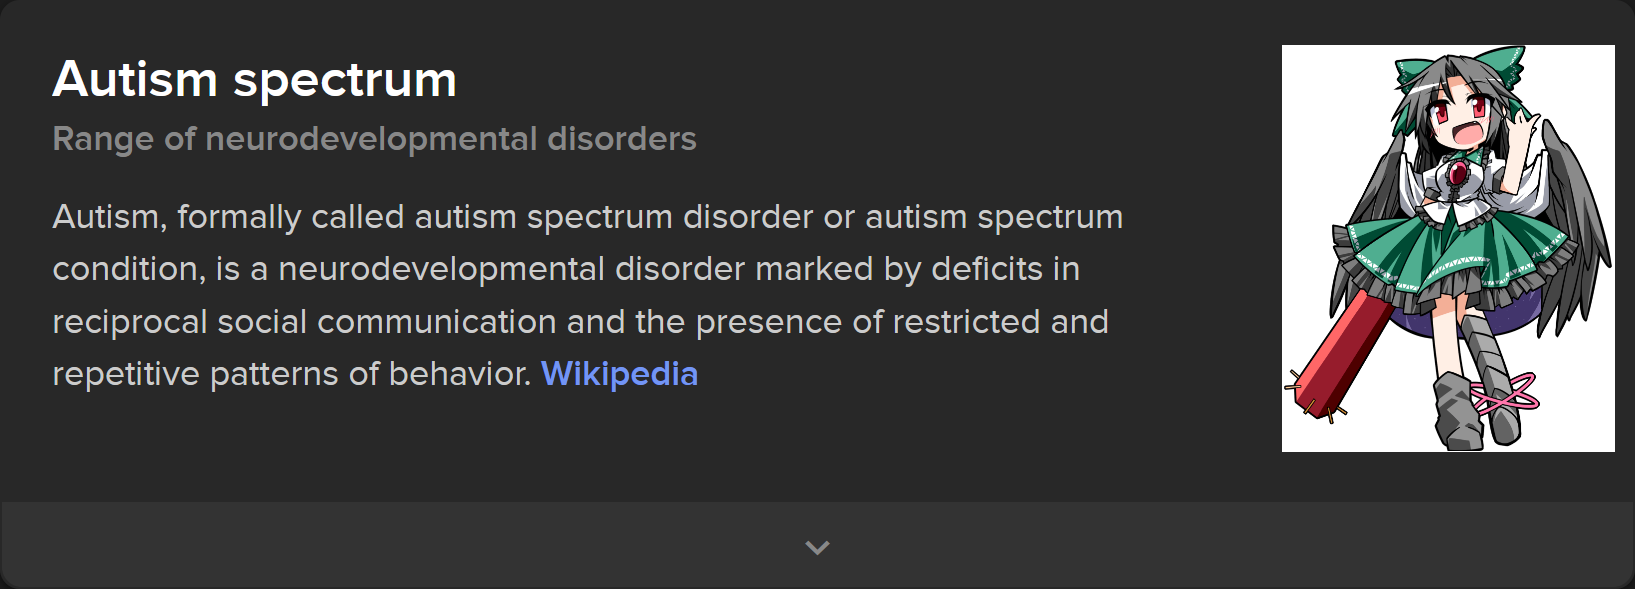 Autism spectrum
Range of neurodevelopmental disorders
Autism, formally called autism spectrum disorder or autism spectrum
condition, is a neurodevelopmental disorder marked by deficits in
reciprocal social communication and the presence of restricted and
repetitive patterns of behavior. Wikipedia